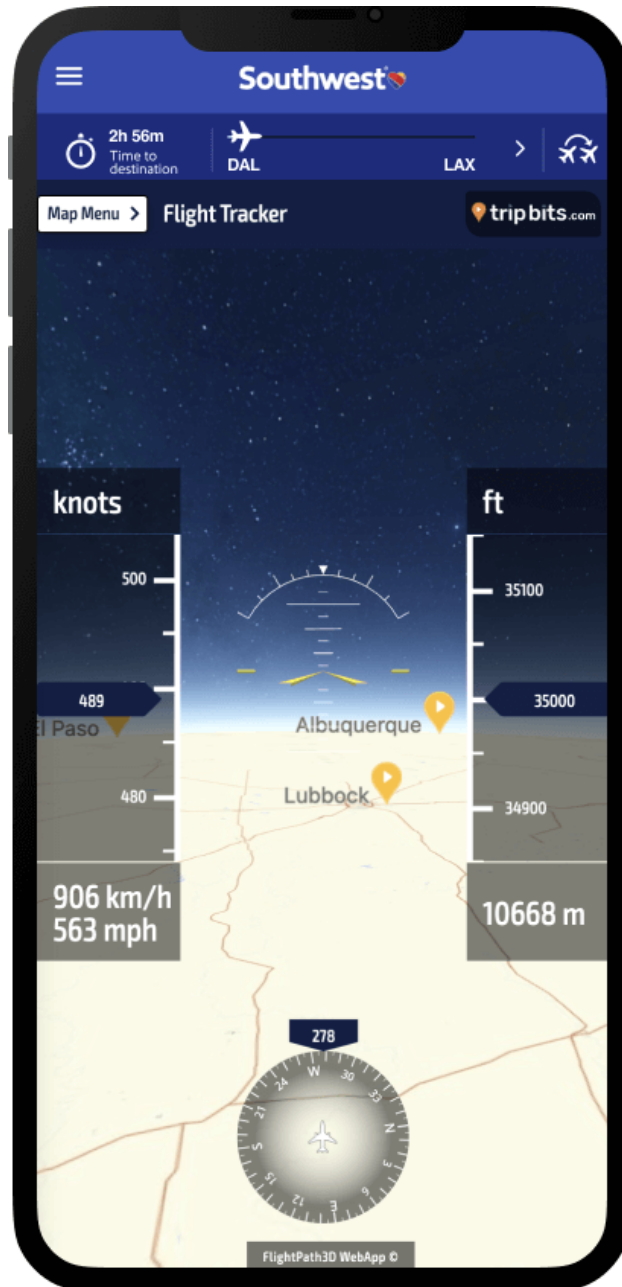 Southwest
2h 56m
Time to
destination
DAL
LAX
Map Menu
Flight Tracker
tripbits.com
knots
ft
500
35100
489
35000
El Paso
Albuquerque
Lubbock
480
34900
906 km/h
563 mph
10668 m
278
W
30
33
N
3
6
E
12
15
S
21
24
FlightPath3D WebApp ©